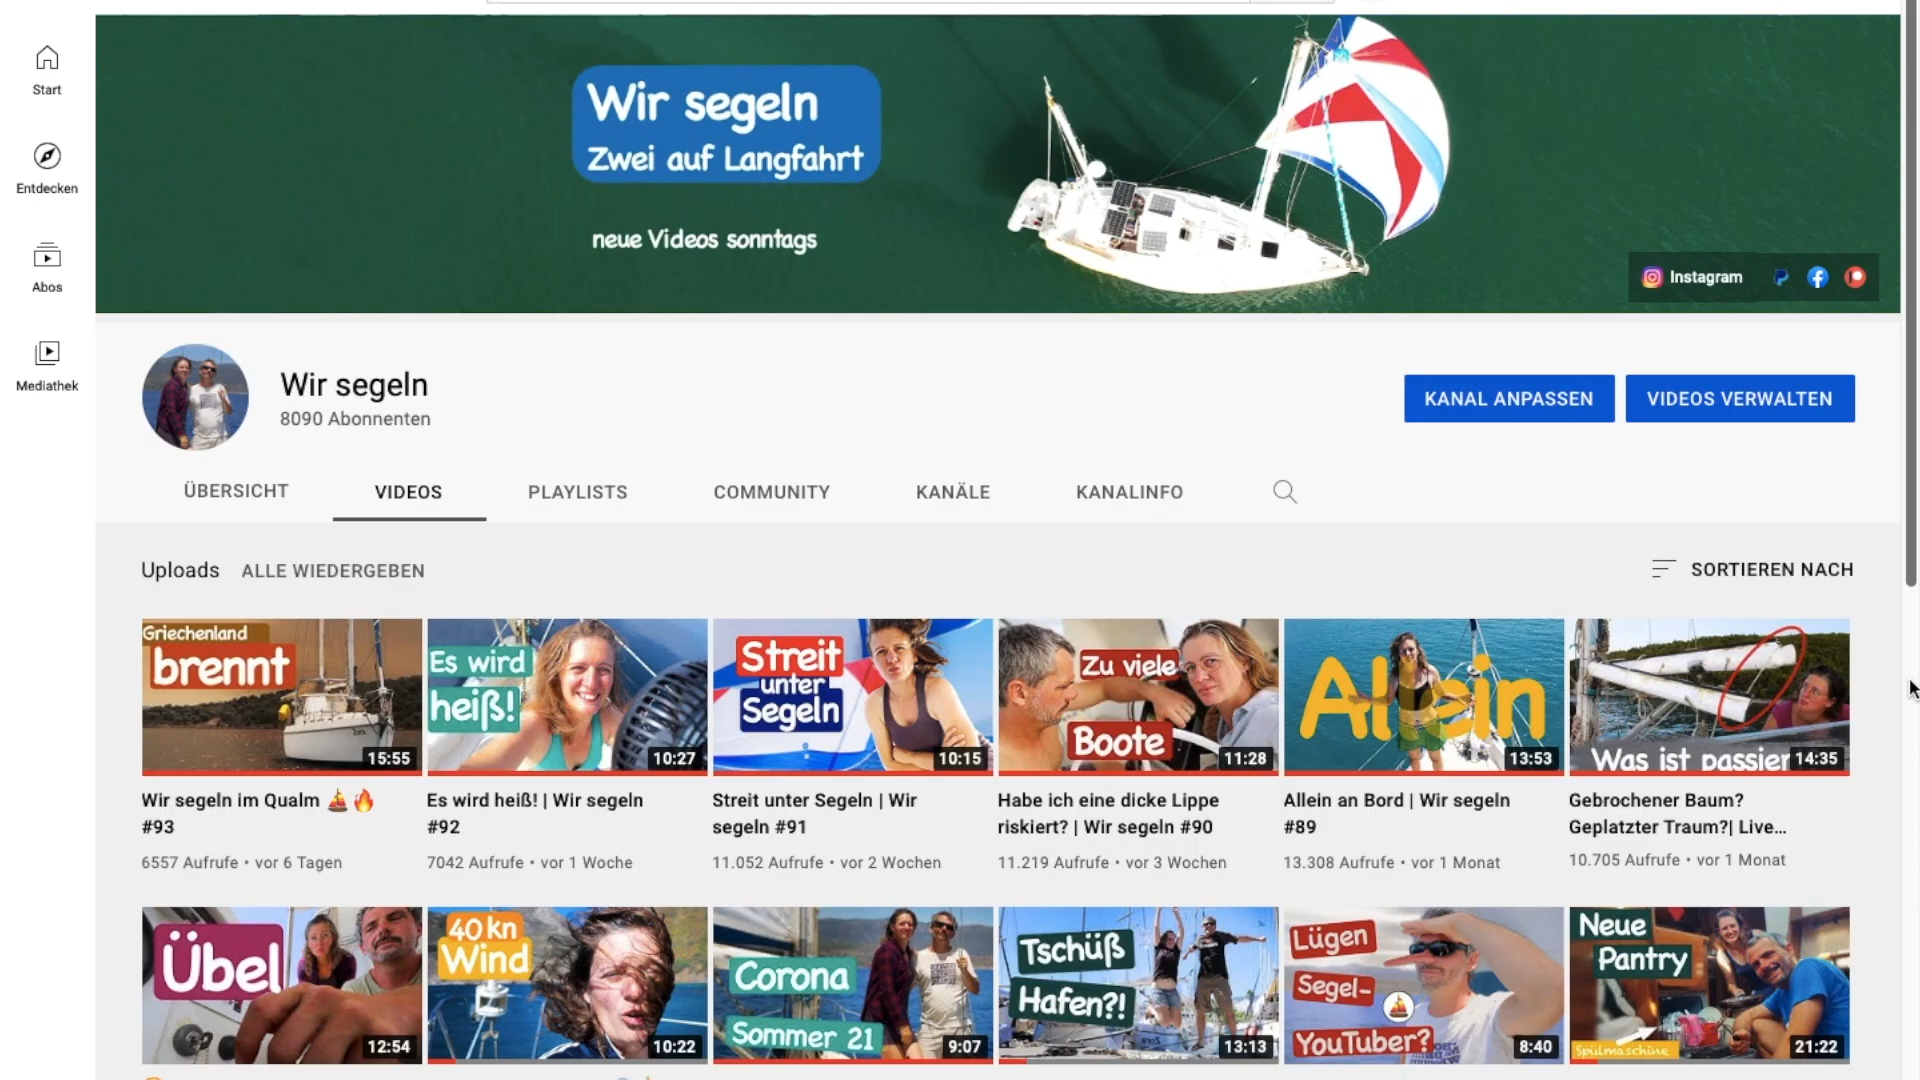 Start
Entdecken
Abos
Mediathek
Wir segeln
Zwei auf Langfahrt
neue Videos sonntags
Instagram
Wir segeln
8090 Abonnenten
KANAL ANPASSEN
VIDEOS VERWALTEN
ÜBERSICHT
VIDEOS
PLAYLISTS
COMMUNITY
KANÄLE
KANALINFO
Uploads
ALLE WIEDERGEBEN
SORTIEREN NACH
Griechenland
brennt
15:55
Es wird
heiß!
10:27
Streit
unter
Segeln
10:15
Zu viele
Boote
11:28
Allein
13:53
Was ist passier
14:35
Wir segeln im Qualm ⛵🔥
#93
6557 Aufrufe • vor 6 Tagen
Es wird heiß! | Wir segeln
#92
7042 Aufrufe • vor 1 Woche
Streit unter Segeln | Wir
segeln #91
11.052 Aufrufe • vor 2 Wochen
Habe ich eine dicke Lippe
riskiert? | Wir segeln #90
11.219 Aufrufe • vor 3 Wochen
Allein an Bord | Wir segeln
#89
13.308 Aufrufe • vor 1 Monat
Gebrochener Baum?
Geplatzter Traum?| Live...
10.705 Aufrufe • vor 1 Monat
Übel
12:54
40 kn
Wind
10:22
Corona
Sommer 21
9:07
Tschüß
Hafen?!
13:13
Lügen
Segel-
YouTuber?
8:40
Neue
Pantry
Spülmaschine
21:22